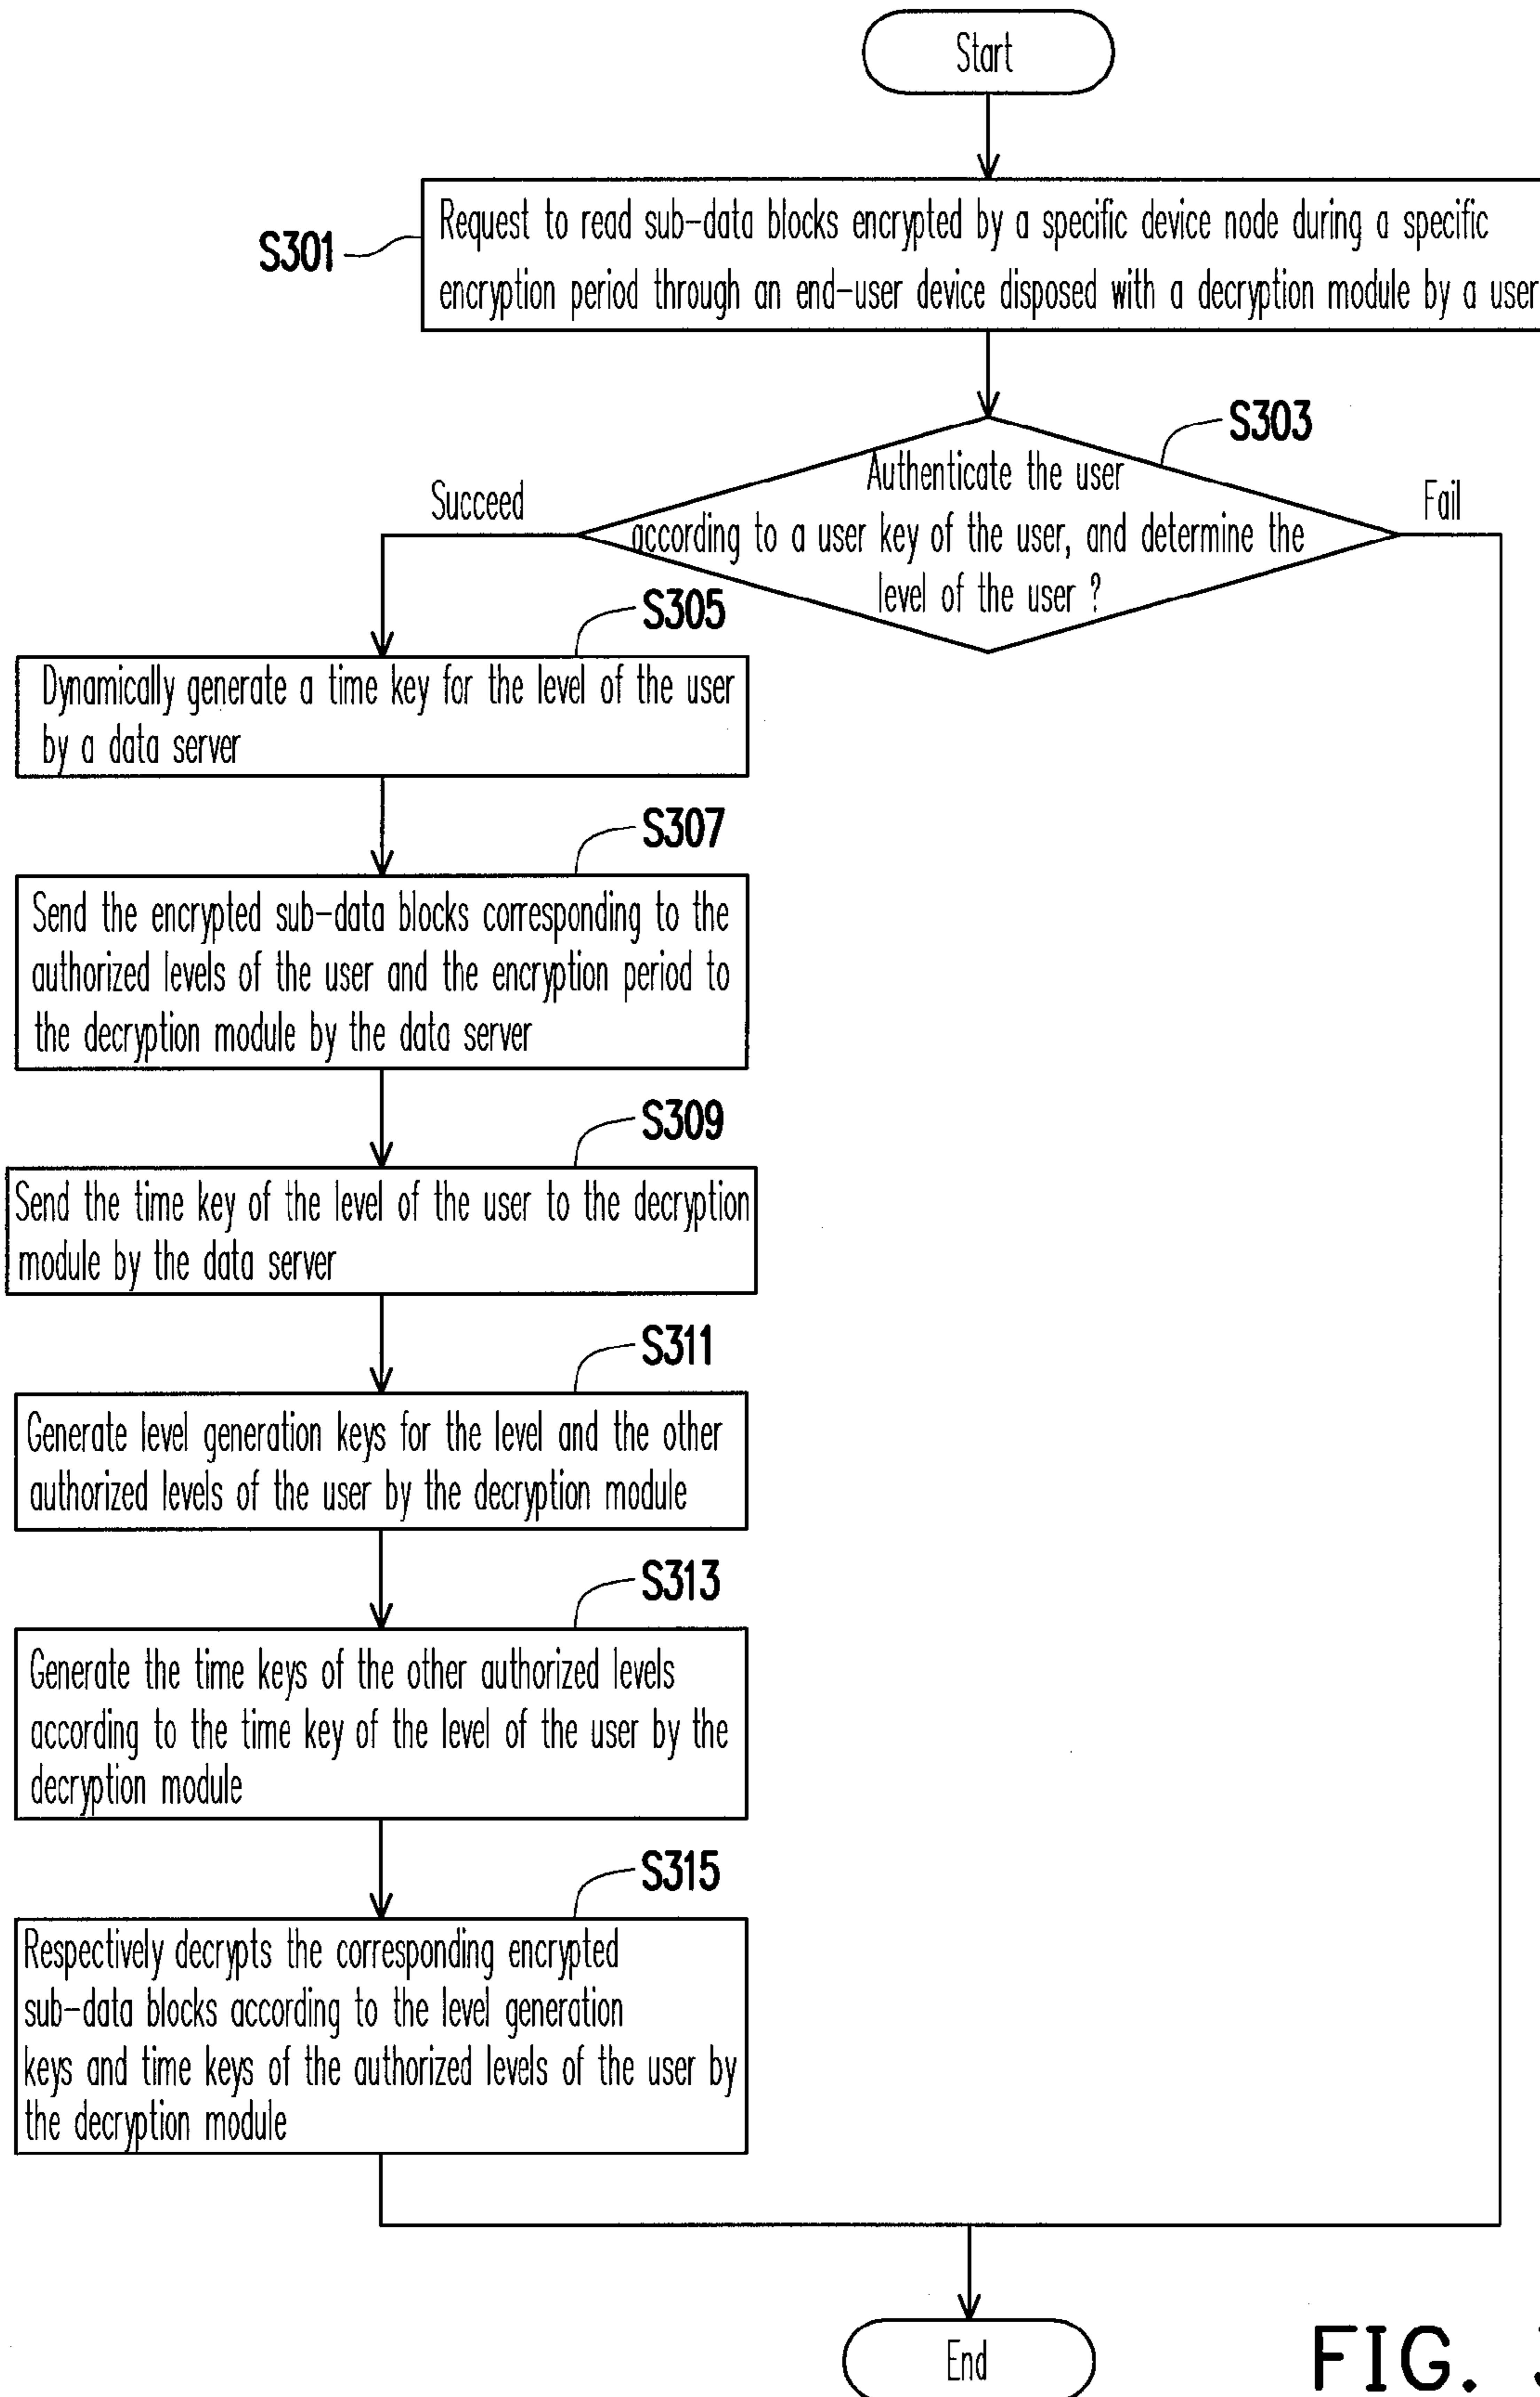 Start
S301
Request to read sub-data blocks encrypted by a specific device node during a specific
encryption period through an end-user device disposed with a decryption module by a user
S303
Authenticate the user
according to a user key of the user, and determine the
level of the user ?
Succeed
Fail
S305
Dynamically generate a time key for the level of the user
by a data server
S307
Send the encrypted sub-data blocks corresponding to the
authorized levels of the user and the encryption period to
the decryption module by the data server
S309
Send the time key of the level of the user to the decryption
module by the data server
S311
Generate level generation keys for the level and the other
authorized levels of the user by the decryption module
S313
Generate the time keys of the other authorized levels
according to the time key of the level of the user by the
decryption module
S315
Respectively decrypts the corresponding encrypted
sub-data blocks according to the level generation
keys and time keys of the authorized levels of the user by
the decryption module
End
FIG.